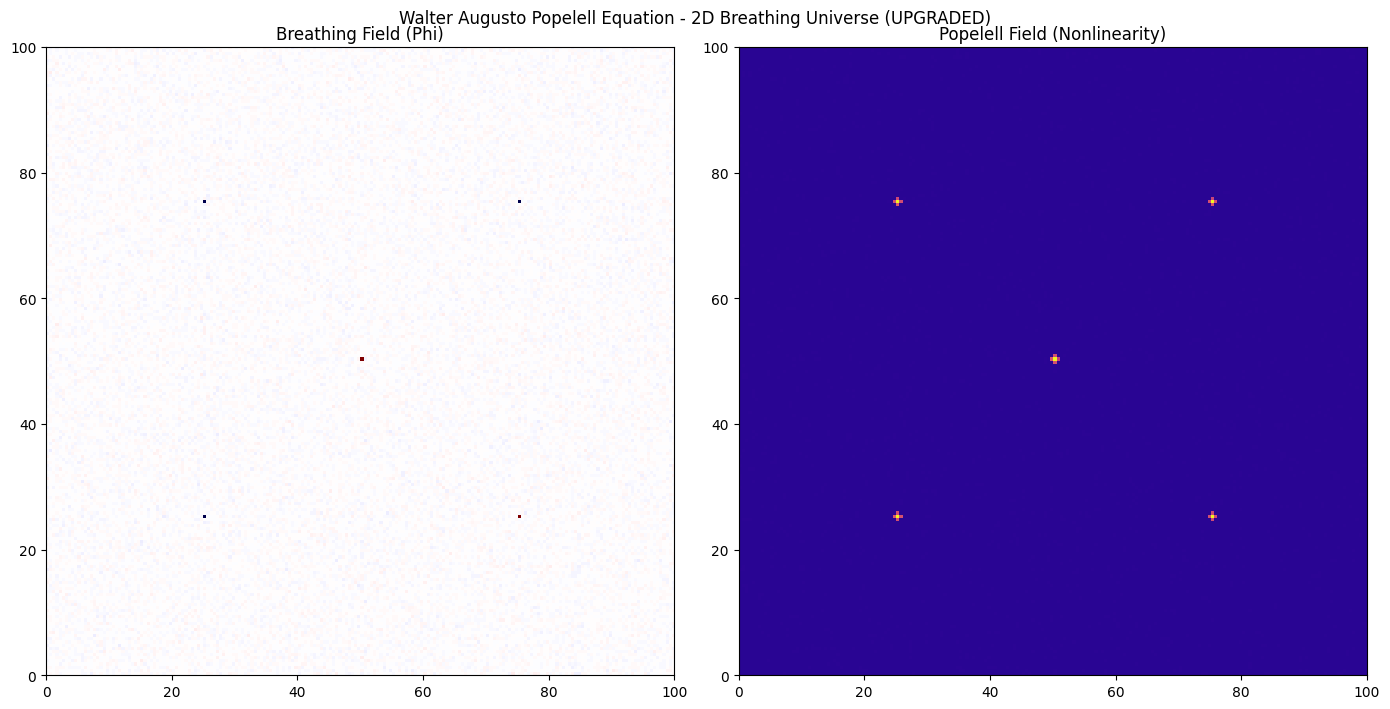 Walter Augusto Popelell Equation - 2D Breathing Universe (UPGRADED)
Breathing Field (Phi)
Popelell Field (Nonlinearity)
100
80
60
40
20
0
0 20 40 60 80 100
100
80
60
40
20
0
0 20 40 60 80 100